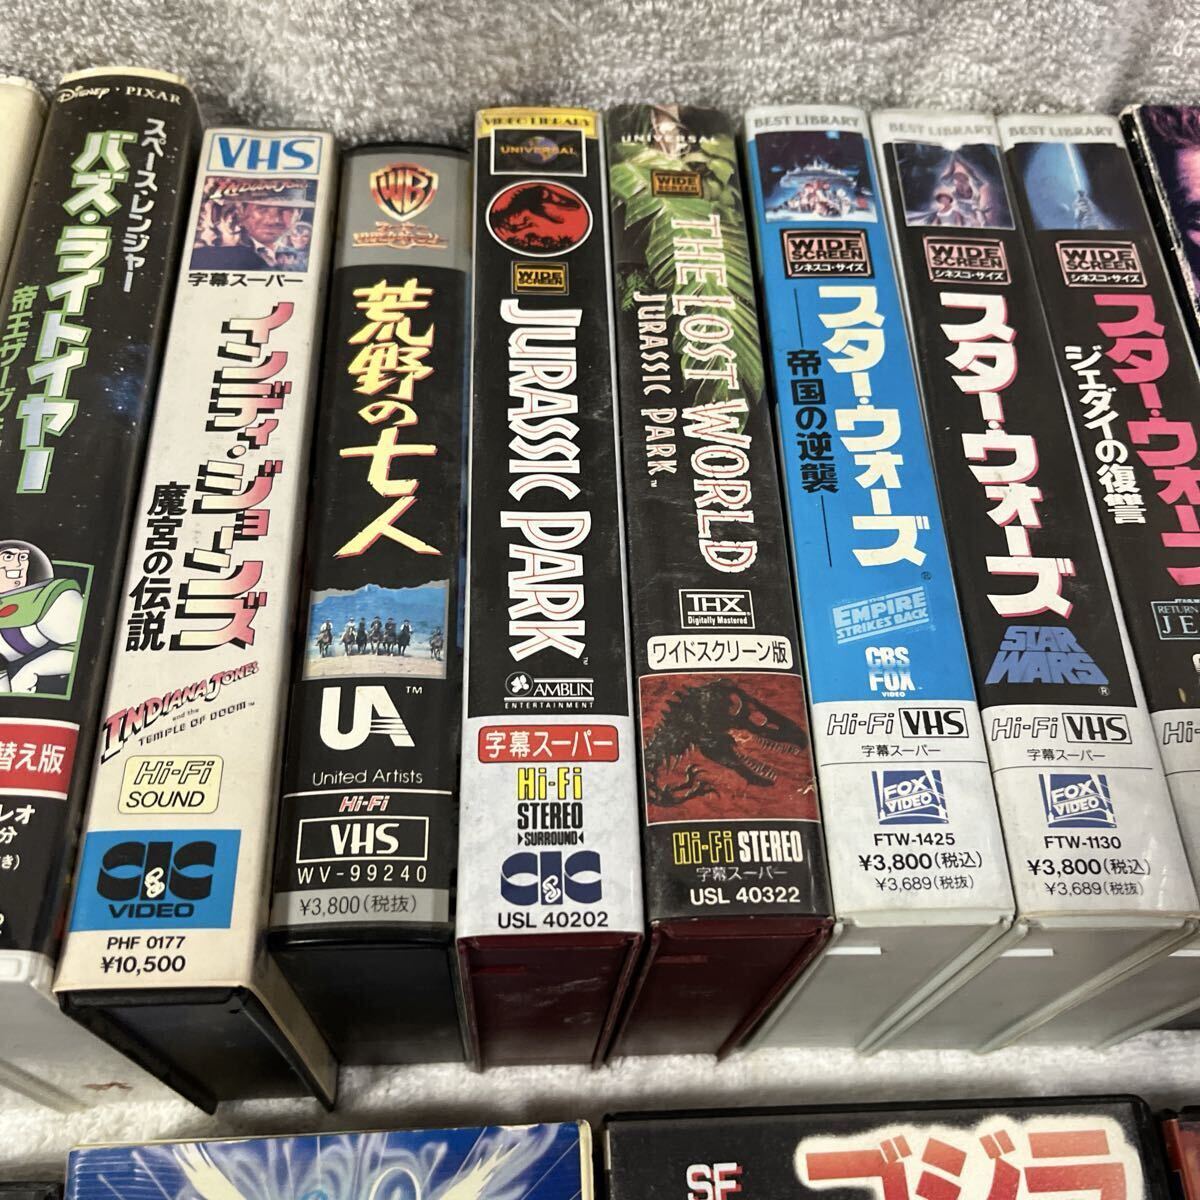 Disney・PIXAR
スペース・レンジャー
バズ・ライトイヤー
替え版
VHS
INDIANA JONES
字幕スーパー
インディ・ジョーンズ
魔宮の伝説
INDIANA JONES
and the
TEMPLE OF DOOM™
Hi-Fi
SOUND
CIC
&
VIDEO
PHF 0177
¥10,500
WB
荒野の七人
UA™
United Artists
Hi-Fi
VHS
WV-99240
¥3,800(税抜)
VIDEO LIBRARY
UNIVERSAL
WIDE
SCREEN
JURASSIC PARK™
AMBLIN
ENTERTAINMENT
字幕スーパー
Hi-Fi
STEREO
SURROUND
CIC
&
USL 40202
UNIVERSAL
WIDE
SCREEN
THE LOST WORLD
JURASSIC PARK™
THX
Digitally Mastered
ワイドスクリーン版
Hi-Fi STEREO
字幕スーパー
USL 40322
BEST LIBRARY
WIDE
SCREEN
シネスコ・サイズ
スター・ウォーズ®
帝国の逆襲
THE
EMPIRE
STRIKES BACK
CBS
FOX
VIDEO
Hi-Fi VHS
字幕スーパー
FOX
VIDEO
FTW-1425
¥3,800(税込)
¥3,689(税抜)
BEST LIBRARY
WIDE
SCREEN
シネスコ・サイズ
スター・ウォーズ
STAR
WARS®
Hi-Fi VHS
字幕スーパー
FOX
VIDEO
FTW-1130
¥3,800(税込)
¥3,689(税抜)
BEST LIBRARY
WIDE
SCREEN
シネスコ・サイズ
スター・ウォー
ジェダイの復讐
RETURN
JE
SF
ゴジラ